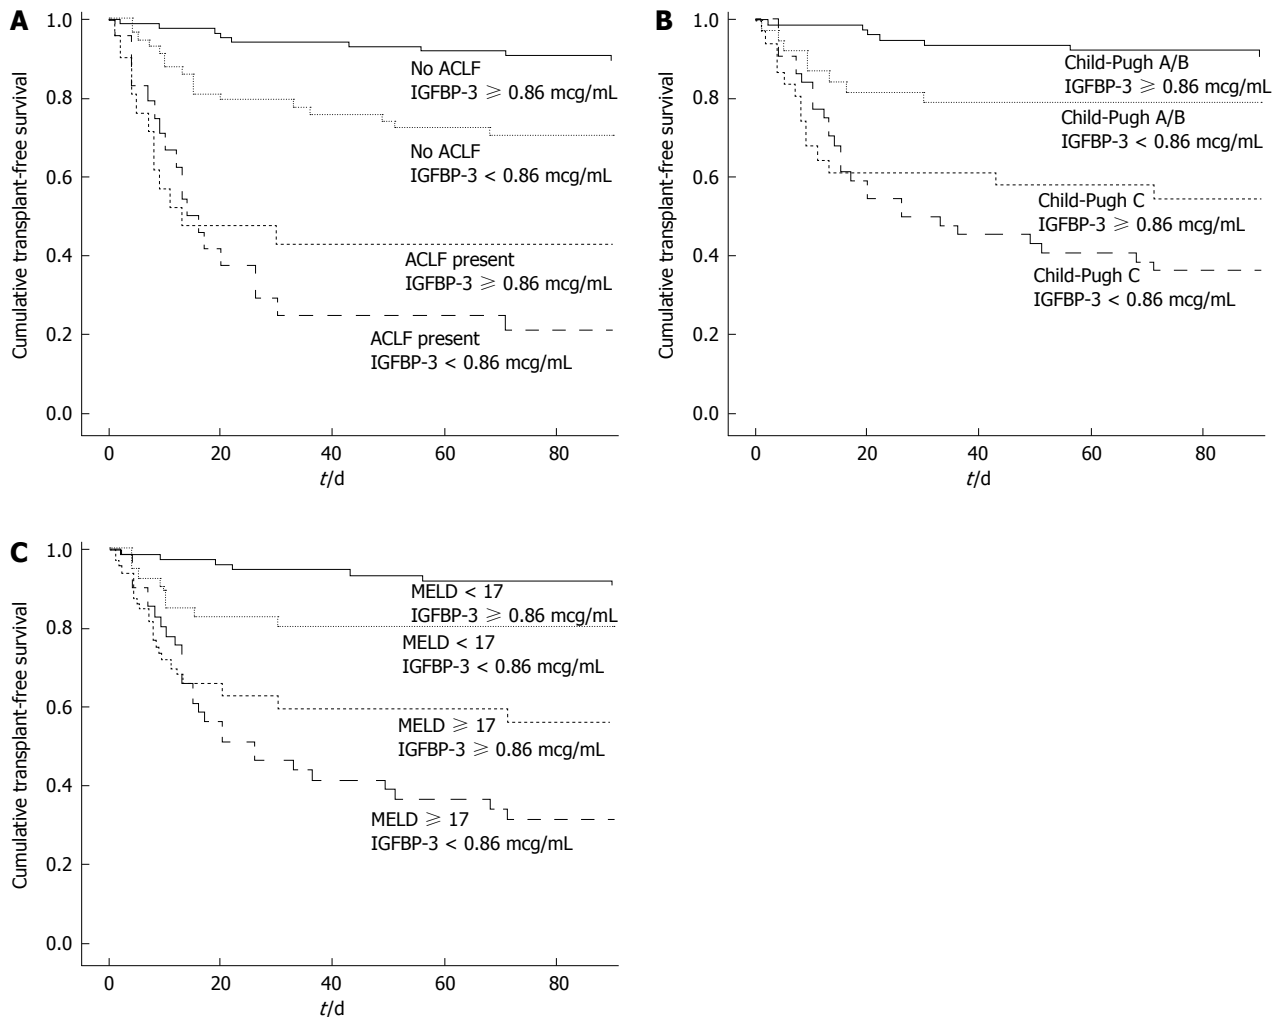 A
Cumulative transplant-free survival
1.0
0.8
0.6
0.4
0.2
0.0
No ACLF
IGFBP-3 ⩾ 0.86 mcg/mL
No ACLF
IGFBP-3 < 0.86 mcg/mL
ACLF present
IGFBP-3 ⩾ 0.86 mcg/mL
ACLF present
IGFBP-3 < 0.86 mcg/mL
0 20 40 60 80
t/d
B
Cumulative transplant-free survival
1.0
0.8
0.6
0.4
0.2
0.0
Child-Pugh A/B
IGFBP-3 ⩾ 0.86 mcg/mL
Child-Pugh A/B
IGFBP-3 < 0.86 mcg/mL
Child-Pugh C
IGFBP-3 ⩾ 0.86 mcg/mL
Child-Pugh C
IGFBP-3 < 0.86 mcg/mL
0 20 40 60 80
t/d
C
Cumulative transplant-free survival
1.0
0.8
0.6
0.4
0.2
0.0
MELD < 17
IGFBP-3 ⩾ 0.86 mcg/mL
MELD < 17
IGFBP-3 < 0.86 mcg/mL
MELD ⩾ 17
IGFBP-3 ⩾ 0.86 mcg/mL
MELD ⩾ 17
IGFBP-3 < 0.86 mcg/mL
0 20 40 60 80
t/d